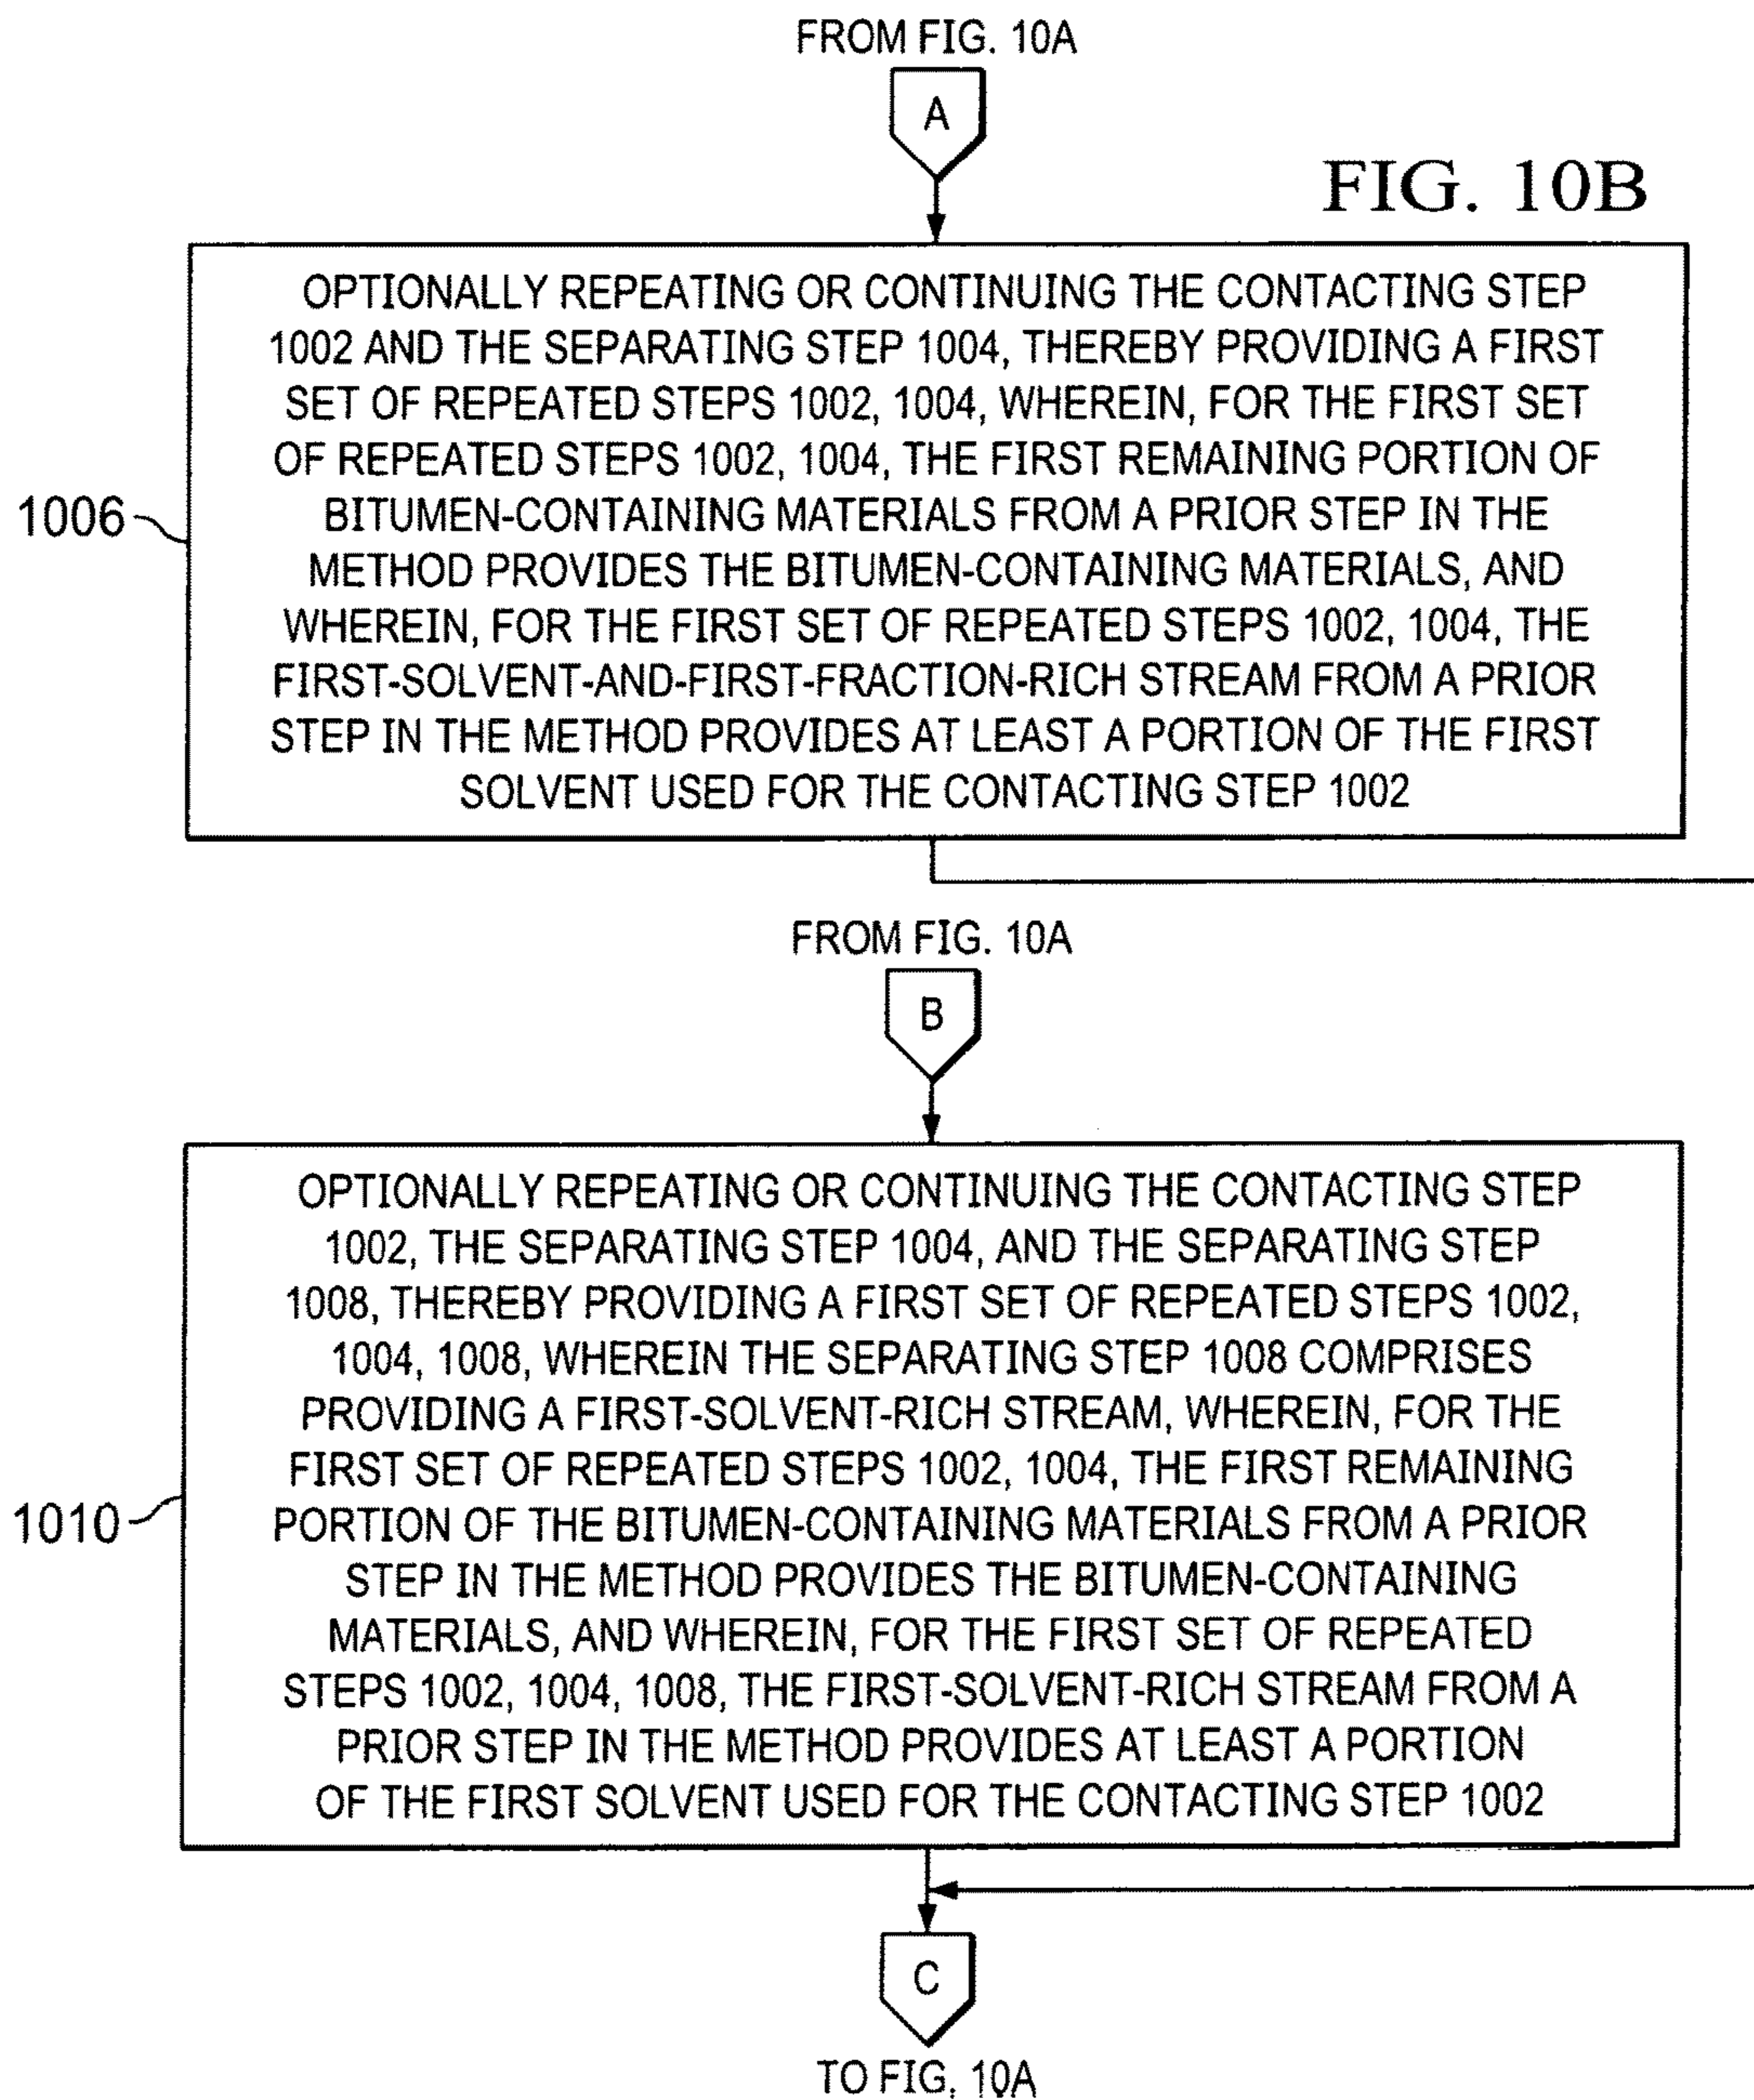 FROM FIG. 10A
A
FIG. 10B
OPTIONALLY REPEATING OR CONTINUING THE CONTACTING STEP
1002 AND THE SEPARATING STEP 1004, THEREBY PROVIDING A FIRST
SET OF REPEATED STEPS 1002, 1004, WHEREIN, FOR THE FIRST SET
OF REPEATED STEPS 1002, 1004, THE FIRST REMAINING PORTION OF
BITUMEN-CONTAINING MATERIALS FROM A PRIOR STEP IN THE
METHOD PROVIDES THE BITUMEN-CONTAINING MATERIALS, AND
WHEREIN, FOR THE FIRST SET OF REPEATED STEPS 1002, 1004, THE
FIRST-SOLVENT-AND-FIRST-FRACTION-RICH STREAM FROM A PRIOR
STEP IN THE METHOD PROVIDES AT LEAST A PORTION OF THE FIRST
SOLVENT USED FOR THE CONTACTING STEP 1002
1006
FROM FIG. 10A
B
OPTIONALLY REPEATING OR CONTINUING THE CONTACTING STEP
1002, THE SEPARATING STEP 1004, AND THE SEPARATING STEP
1008, THEREBY PROVIDING A FIRST SET OF REPEATED STEPS 1002,
1004, 1008, WHEREIN THE SEPARATING STEP 1008 COMPRISES
PROVIDING A FIRST-SOLVENT-RICH STREAM, WHEREIN, FOR THE
FIRST SET OF REPEATED STEPS 1002, 1004, THE FIRST REMAINING
PORTION OF THE BITUMEN-CONTAINING MATERIALS FROM A PRIOR
STEP IN THE METHOD PROVIDES THE BITUMEN-CONTAINING
MATERIALS, AND WHEREIN, FOR THE FIRST SET OF REPEATED
STEPS 1002, 1004, 1008, THE FIRST-SOLVENT-RICH STREAM FROM A
PRIOR STEP IN THE METHOD PROVIDES AT LEAST A PORTION
OF THE FIRST SOLVENT USED FOR THE CONTACTING STEP 1002
1010
C
TO FIG. 10A